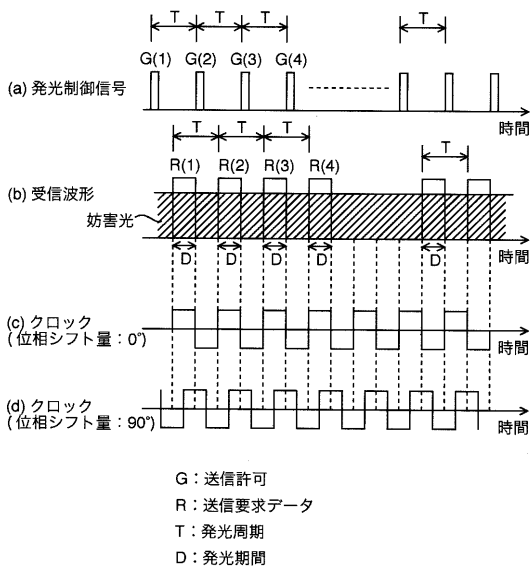 T T T T
G(1) G(2) G(3) G(4)
(a) 発光制御信号
時間
T T T T
R(1) R(2) R(3) R(4)
(b) 受信波形
妨害光
時間
D D D D D
(c) クロック
(位相シフト量：0°)
時間
(d) クロック
(位相シフト量：90°)
時間
G：送信許可
R：送信要求データ
T：発光周期
D：発光期間